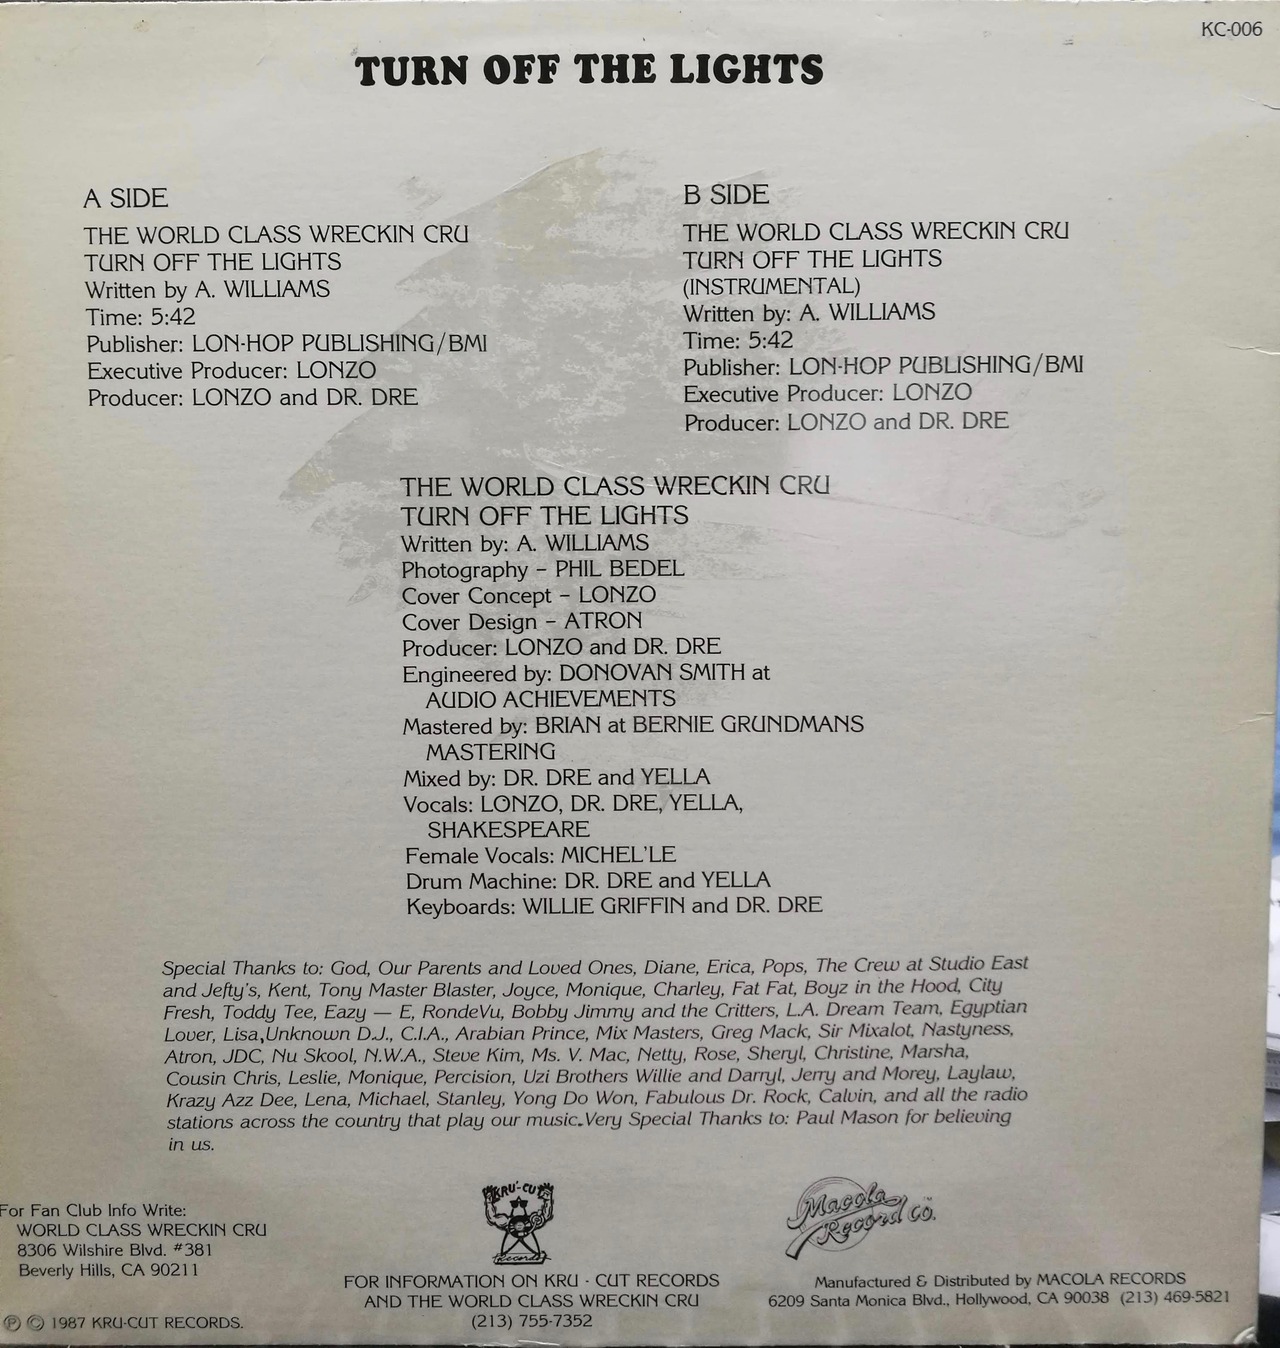 KC-006
TURN OFF THE LIGHTS
A SIDE
THE WORLD CLASS WRECKIN CRU
TURN OFF THE LIGHTS
Written by A. WILLIAMS
Time: 5:42
Publisher: LON-HOP PUBLISHING/BMI
Executive Producer: LONZO
Producer: LONZO and DR. DRE
B SIDE
THE WORLD CLASS WRECKIN CRU
TURN OFF THE LIGHTS
(INSTRUMENTAL)
Written by: A. WILLIAMS
Time: 5:42
Publisher: LON-HOP PUBLISHING/BMI
Executive Producer: LONZO
Producer: LONZO and DR. DRE
THE WORLD CLASS WRECKIN CRU
TURN OFF THE LIGHTS
Written by: A. WILLIAMS
Photography – PHIL BEDEL
Cover Concept – LONZO
Cover Design – ATRON
Producer: LONZO and DR. DRE
Engineered by: DONOVAN SMITH at
AUDIO ACHIEVEMENTS
Mastered by: BRIAN at BERNIE GRUNDMANS
MASTERING
Mixed by: DR. DRE and YELLA
Vocals: LONZO, DR. DRE, YELLA,
SHAKESPEARE
Female Vocals: MICHEL'LE
Drum Machine: DR. DRE and YELLA
Keyboards: WILLIE GRIFFIN and DR. DRE
Special Thanks to: God, Our Parents and Loved Ones, Diane, Erica, Pops, The Crew at Studio East
and Jefty's, Kent, Tony Master Blaster, Joyce, Monique, Charley, Fat Fat, Boyz in the Hood, City
Fresh, Toddy Tee, Eazy — E, RondeVu, Bobby Jimmy and the Critters, L.A. Dream Team, Egyptian
Lover, Lisa,Unknown D.J., C.I.A., Arabian Prince, Mix Masters, Greg Mack, Sir Mixalot, Nastyness,
Atron, JDC, Nu Skool, N.W.A., Steve Kim, Ms. V. Mac, Netty, Rose, Sheryl, Christine, Marsha,
Cousin Chris, Leslie, Monique, Percision, Uzi Brothers Willie and Darryl, Jerry and Morey, Laylaw,
Krazy Azz Dee, Lena, Michael, Stanley, Yong Do Won, Fabulous Dr. Rock, Calvin, and all the radio
stations across the country that play our music.Very Special Thanks to: Paul Mason for believing
in us.
For Fan Club Info Write:
WORLD CLASS WRECKIN CRU
8306 Wilshire Blvd. #381
Beverly Hills, CA 90211
℗ © 1987 KRU-CUT RECORDS.
KRU-CUT
Records
FOR INFORMATION ON KRU - CUT RECORDS
AND THE WORLD CLASS WRECKIN CRU
(213) 755-7352
Macola
Record Co.™
Manufactured & Distributed by MACOLA RECORDS
6209 Santa Monica Blvd., Hollywood, CA 90038 (213) 469-5821